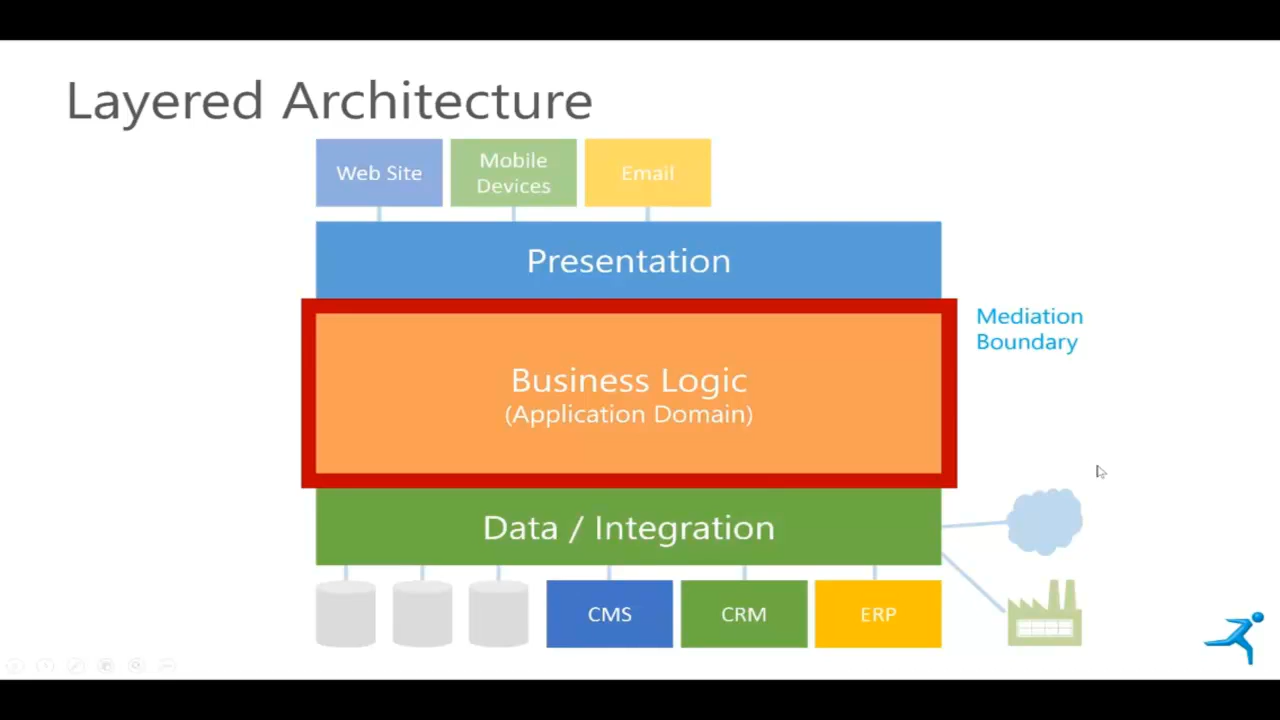 Layered Architecture
Web Site
Mobile
Devices
Email
Presentation
Mediation
Boundary
Business Logic
(Application Domain)
Data / Integration
CMS
CRM
ERP